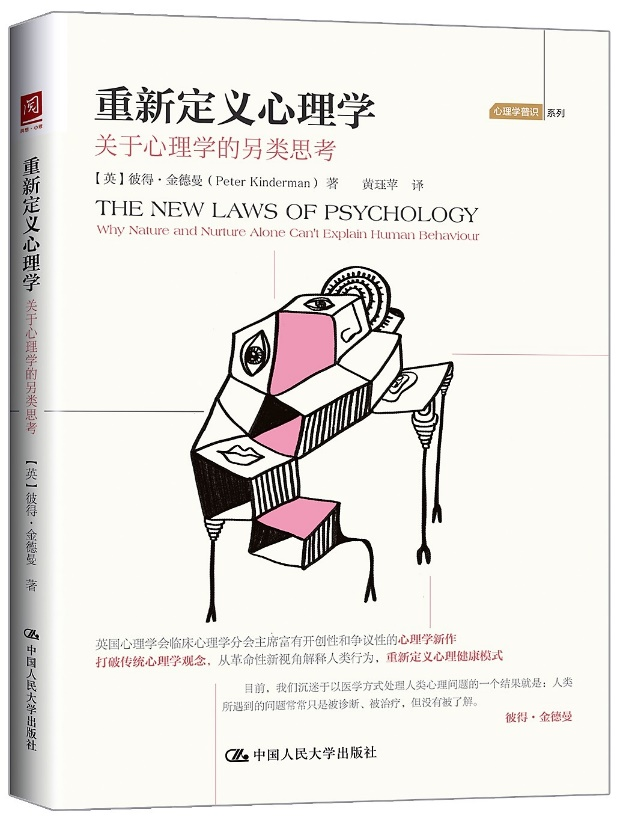 阅
阅想·心理
重新定义心理学
关于心理学的另类思考
【英】彼得·金德曼 著
中国人民大学出版社
重新定义心理学
关于心理学的另类思考
心理学普识 系列
【英】彼得·金德曼(Peter Kinderman)著 黄珏苹 译
THE NEW LAWS OF PSYCHOLOGY
Why Nature and Nurture Alone Can't Explain Human Behaviour
英国心理学会临床心理学分会主席富有开创性和争议性的心理学新作
打破传统心理学观念,从革命性新视角解释人类行为,重新定义心理健康模式
目前,我们沉迷于以医学方式处理人类心理问题的一个结果就是:人类
所遇到的问题常常只是被诊断、被治疗,但没有被了解。
彼得·金德曼
中国人民大学出版社